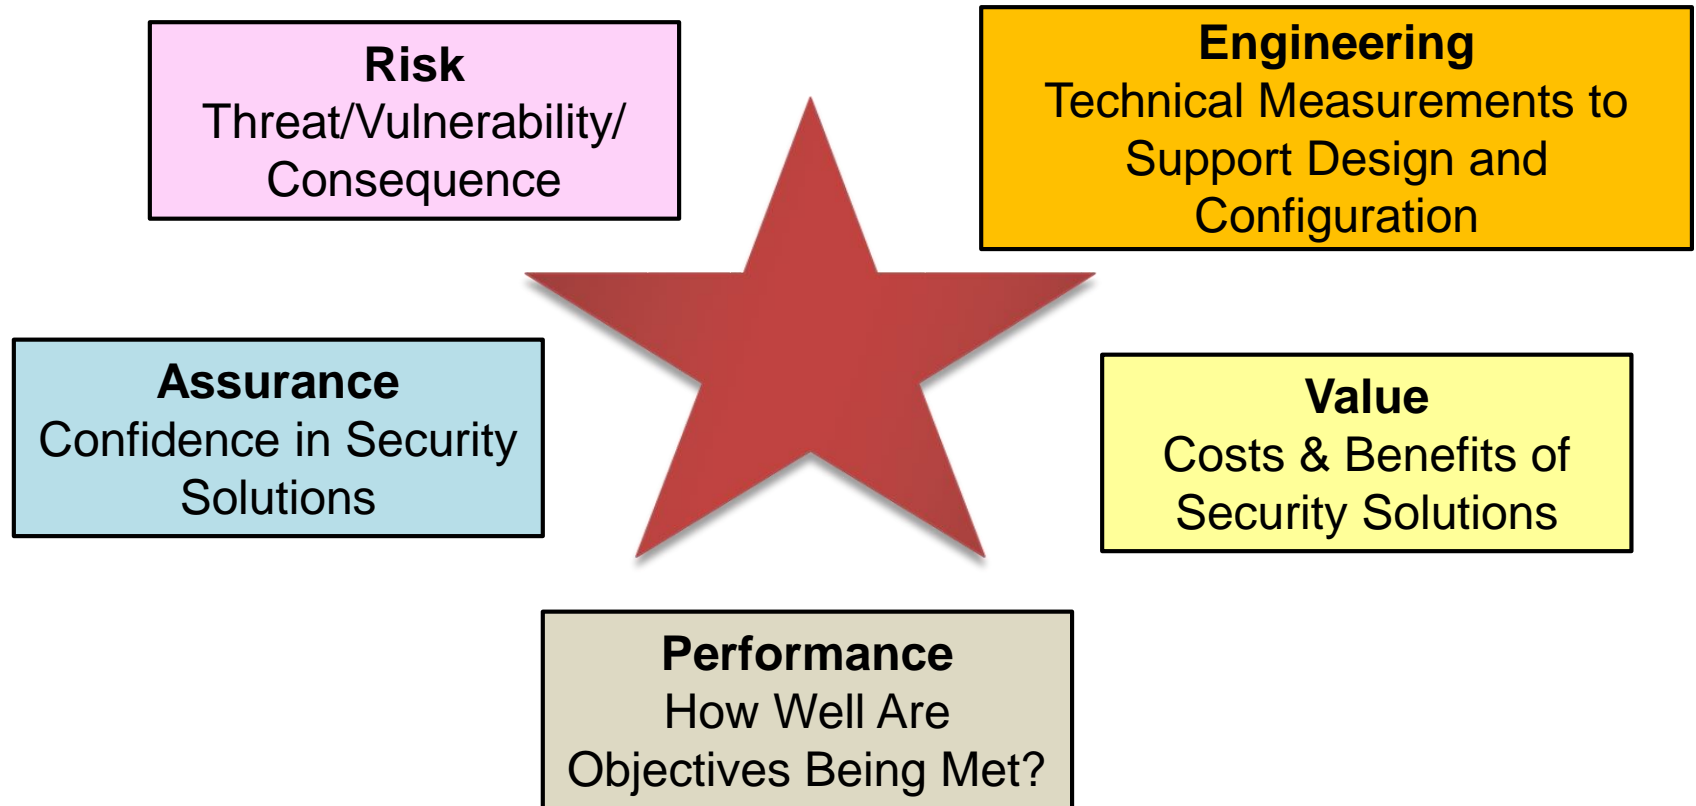 Risk
Threat/Vulnerability/
Consequence
Engineering
Technical Measurements to
Support Design and
Configuration
Assurance
Confidence in Security
Solutions
Value
Costs & Benefits of
Security Solutions
Performance
How Well Are
Objectives Being Met?